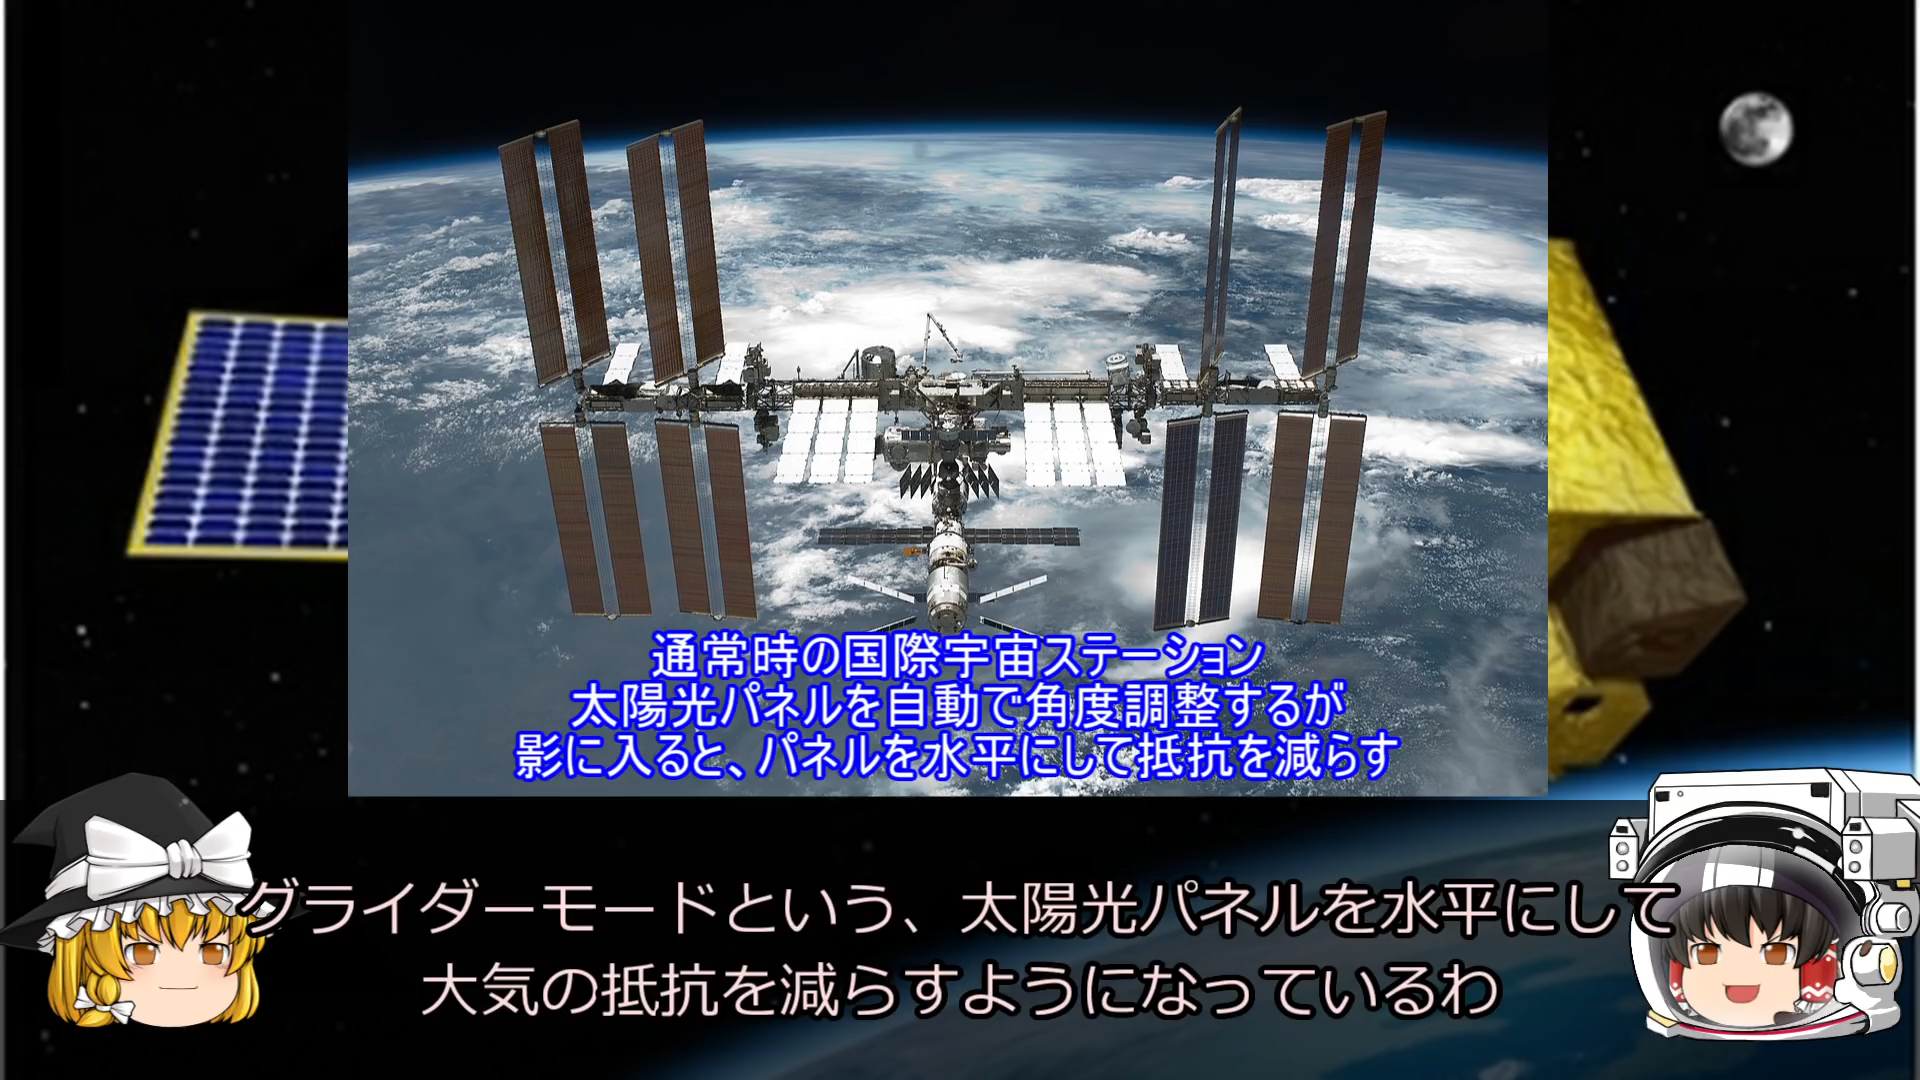 通常時の国際宇宙ステーション
太陽光パネルを自動で角度調整するが
影に入ると、パネルを水平にして抵抗を減らす
グライダーモードという、太陽光パネルを水平にして
大気の抵抗を減らすようになっているわ